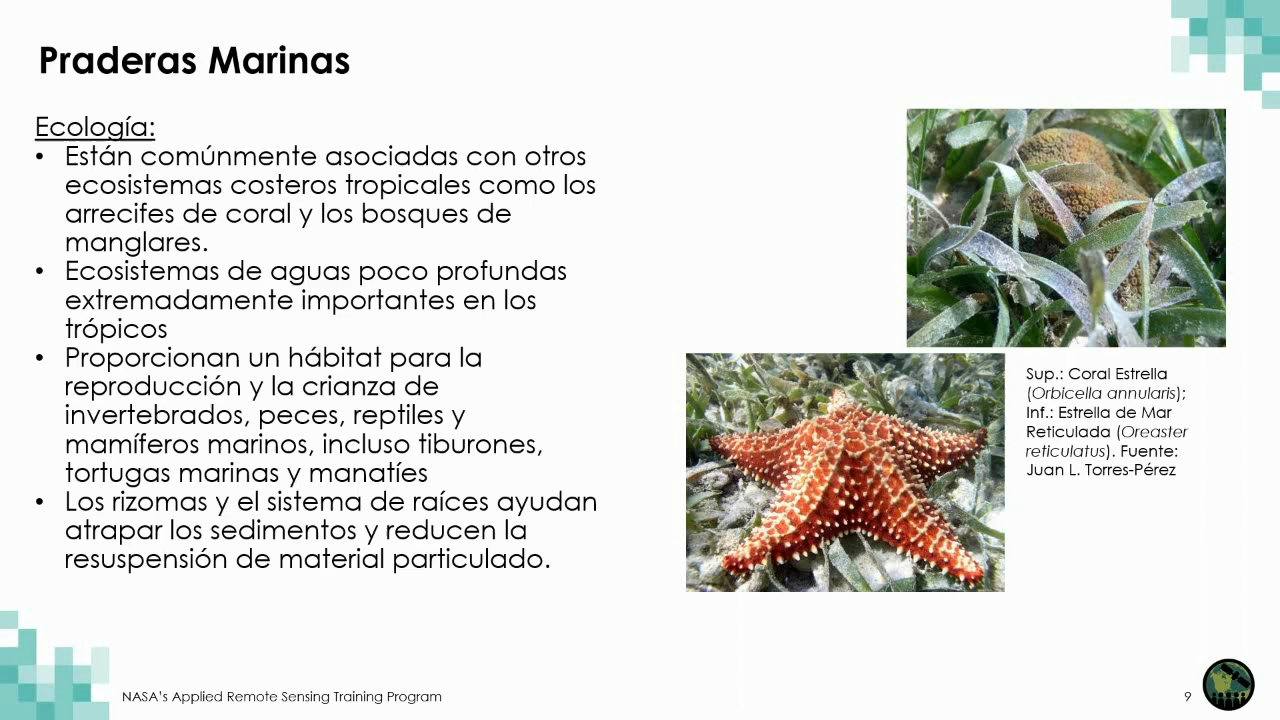 Praderas Marinas
Ecología:
• Están comúnmente asociadas con otros
ecosistemas costeros tropicales como los
arrecifes de coral y los bosques de
manglares.
• Ecosistemas de aguas poco profundas
extremadamente importantes en los
trópicos
• Proporcionan un hábitat para la
reproducción y la crianza de
invertebrados, peces, reptiles y
mamíferos marinos, incluso tiburones,
tortugas marinas y manatíes
• Los rizomas y el sistema de raíces ayudan
atrapar los sedimentos y reducen la
resuspensión de material particulado.
Sup.: Coral Estrella
(Orbicella annularis);
Inf.: Estrella de Mar
Reticulada (Oreaster
reticulatus). Fuente:
Juan L. Torres-Pérez
NASA's Applied Remote Sensing Training Program
9